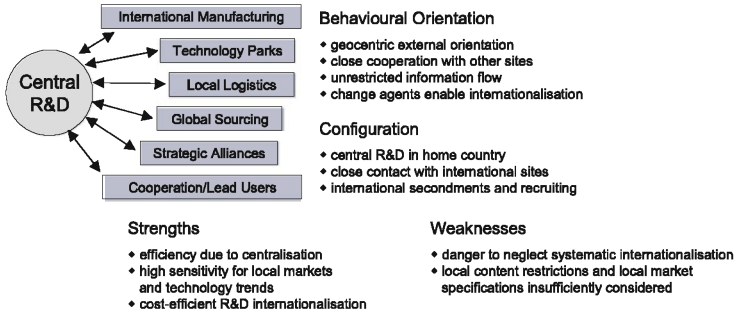 International Manufacturing
Technology Parks
Central
R&D
Local Logistics
Global Sourcing
Strategic Alliances
Cooperation/Lead Users
Behavioural Orientation
◆ geocentric external orientation
◆ close cooperation with other sites
◆ unrestricted information flow
◆ change agents enable internationalisation
Configuration
◆ central R&D in home country
◆ close contact with international sites
◆ international secondments and recruiting
Strengths
◆ efficiency due to centralisation
◆ high sensitivity for local markets
and technology trends
◆ cost-efficient R&D internationalisation
Weaknesses
◆ danger to neglect systematic internationalisation
◆ local content restrictions and local market
specifications insufficiently considered